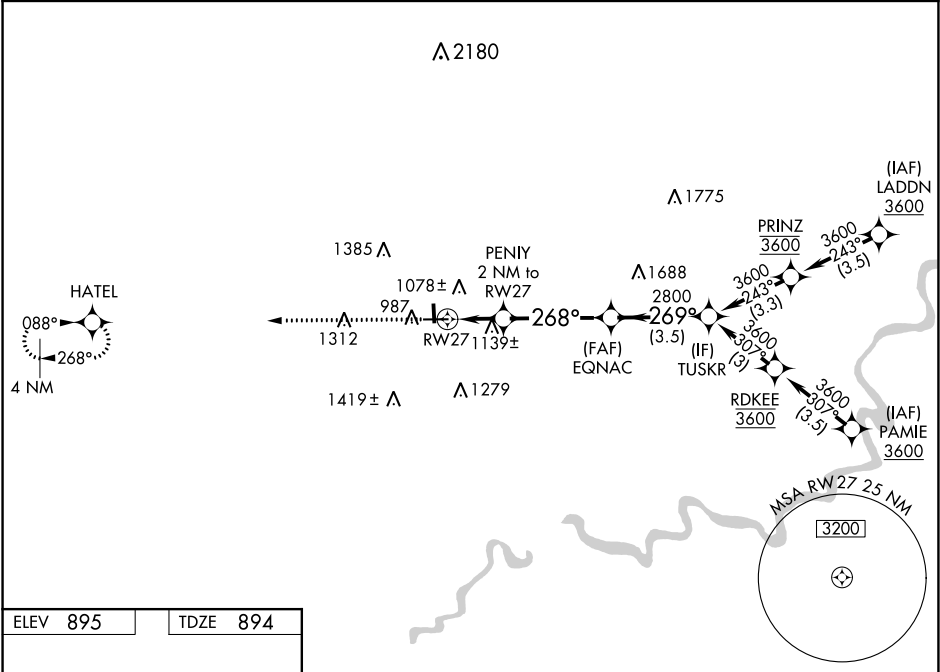 2180
(IAF)
LADDN
3600
1775
PRINZ
3600
3600
243°
(3.5)
1385
PENIY
2 NM to
RW27
1688
3600
243°
(3.3)
HATEL
1078±
987
2800
088°
268°
269°
(3.5)
1312
RW27
1139±
(FAF)
EQNAC
(IF)
TUSKR
3600
307°
(3)
268°
4 NM
1419±
1279
RDKEE
3600
3600
307°
(3.5)
(IAF)
PAMIE
3600
MSA RW27 25 NM
3200
ELEV 895
TDZE 894